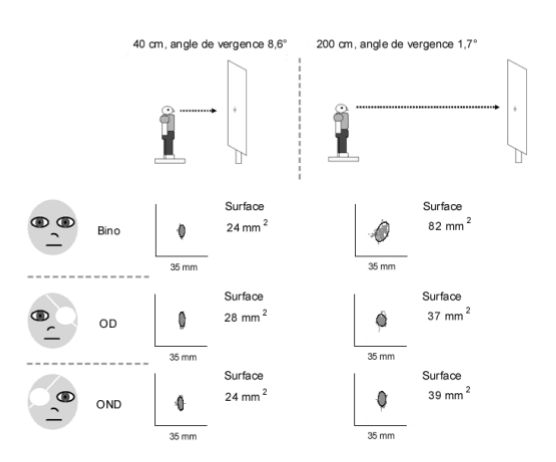 40 cm, angle de vergence 8,6°
200 cm, angle de vergence 1,7°
Bino
Surface
24 mm²
35 mm
Surface
82 mm²
35 mm
OD
Surface
28 mm²
35 mm
Surface
37 mm²
35 mm
OND
Surface
24 mm²
35 mm
Surface
39 mm²
35 mm